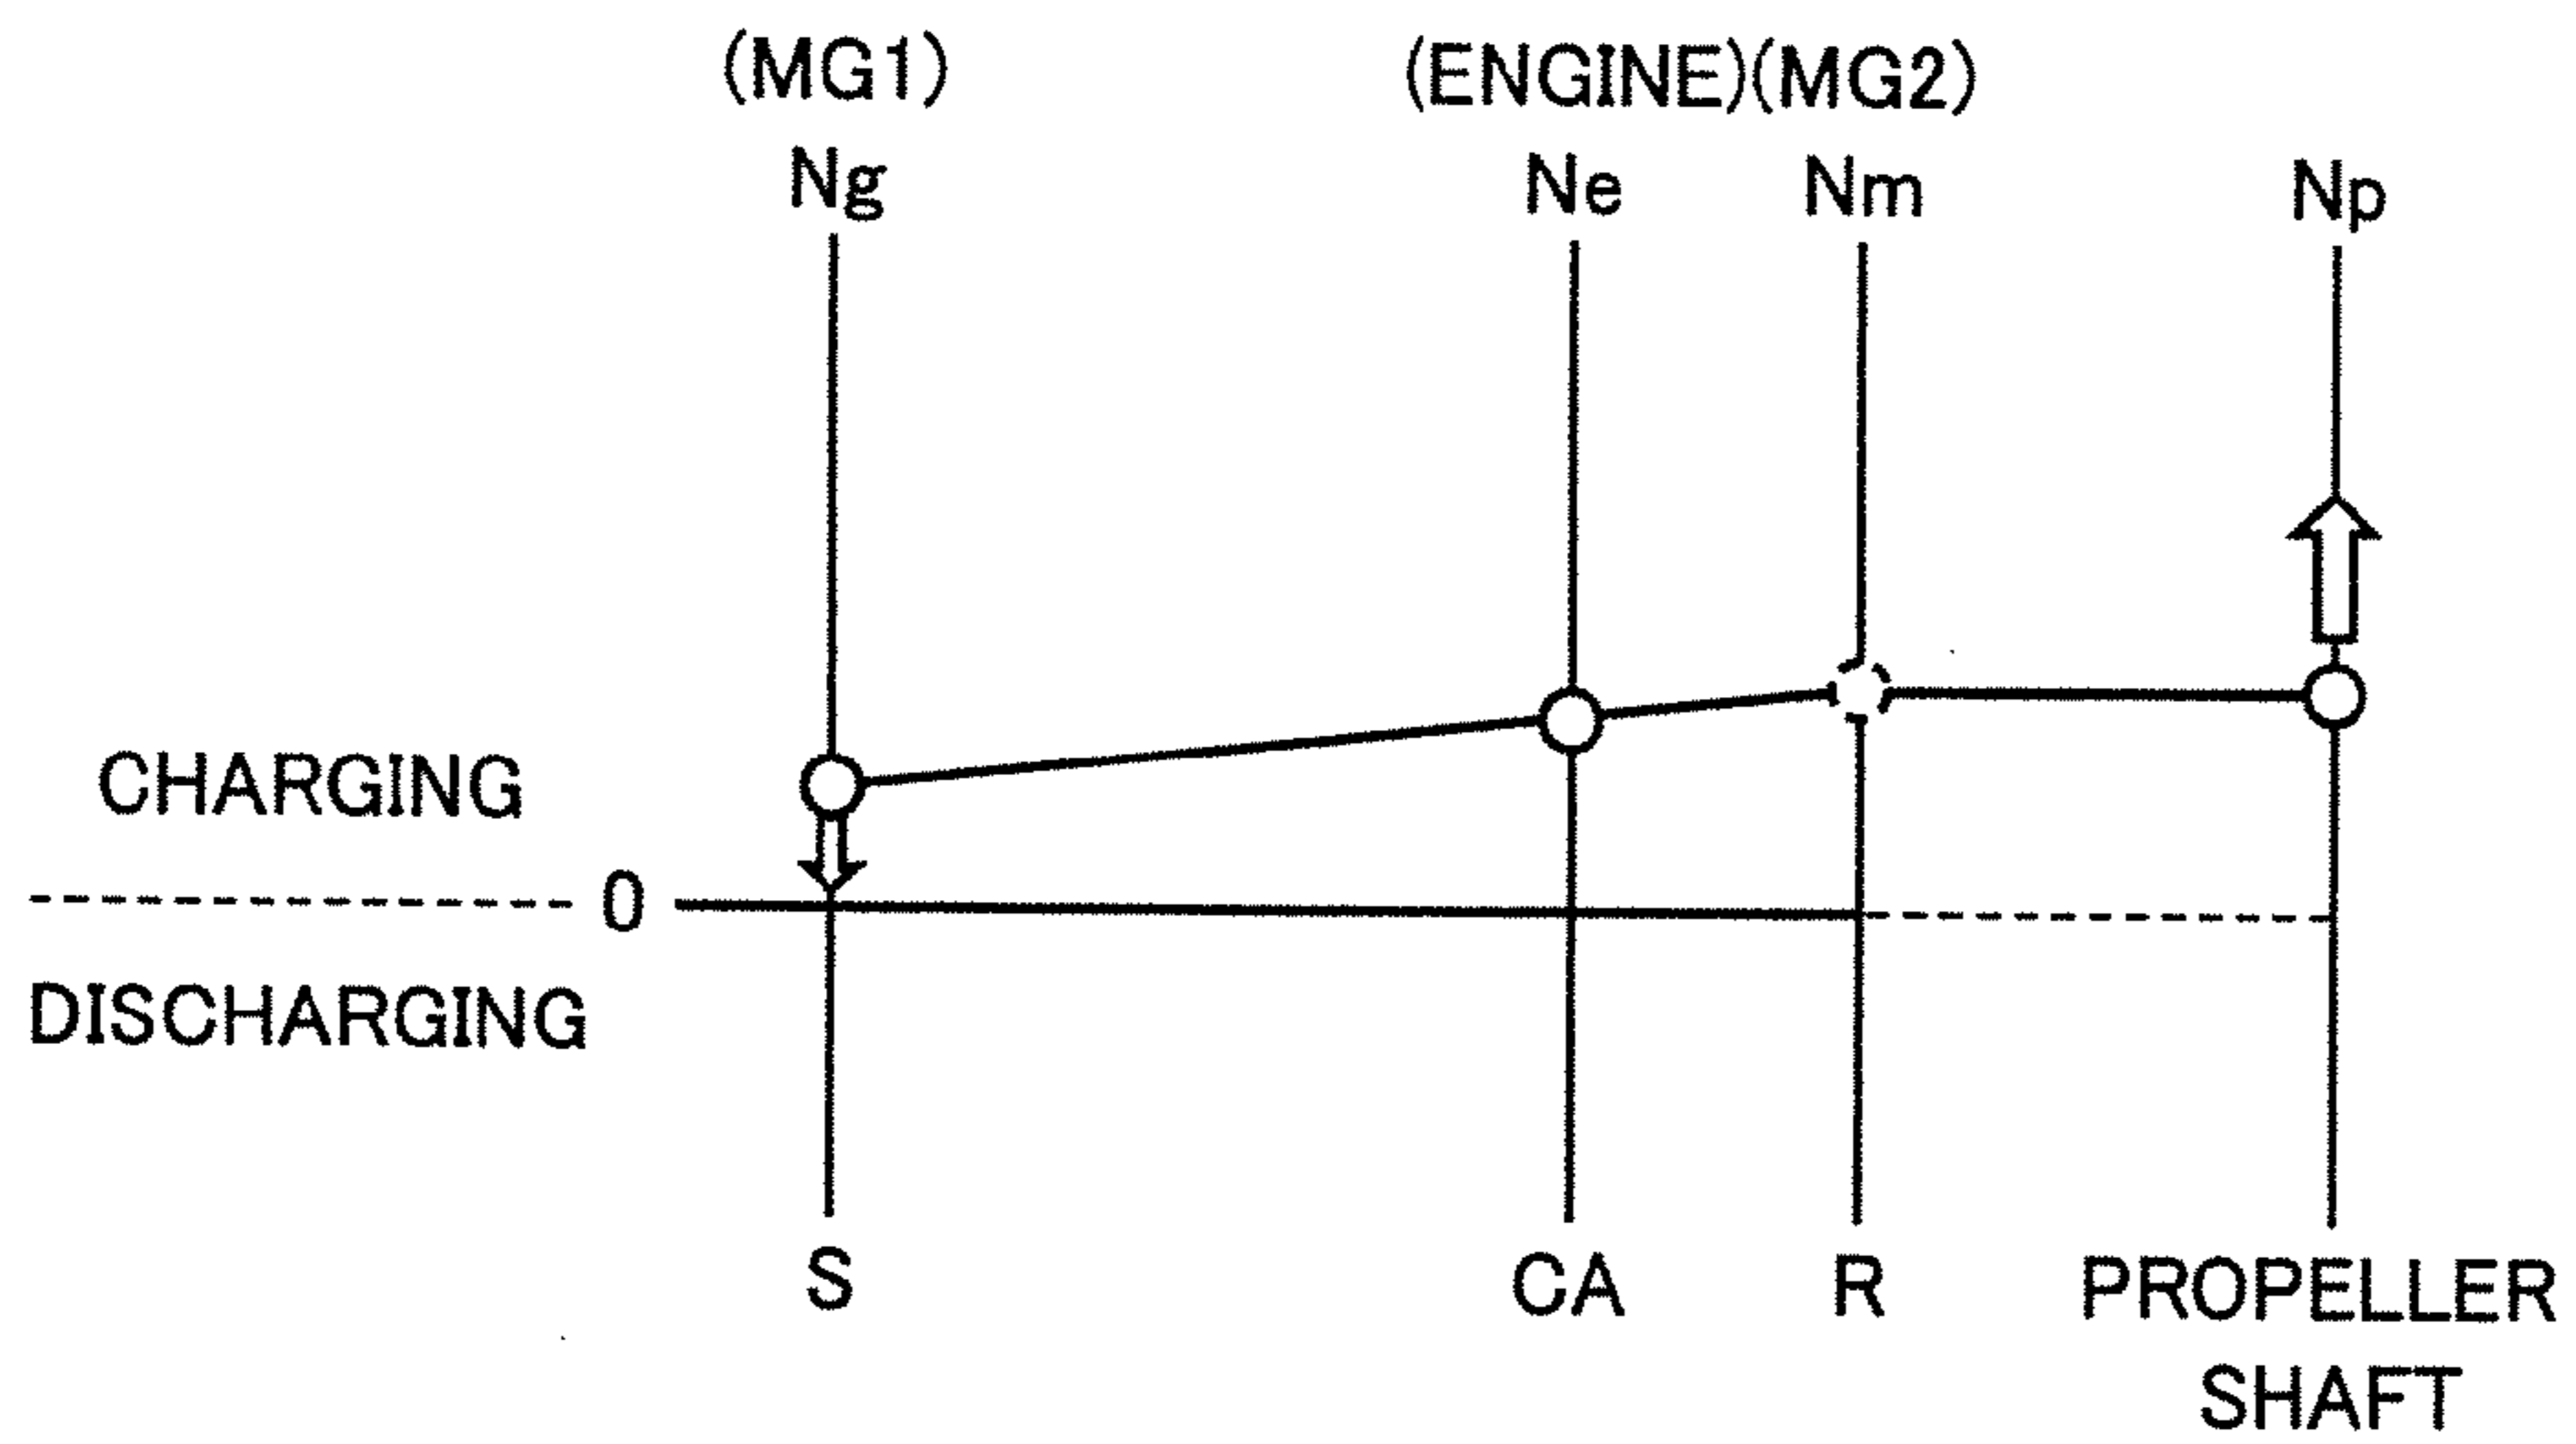 (MG1) (ENGINE)(MG2)
Ng Ne Nm Np
CHARGING
0
DISCHARGING
S CA R PROPELLER
SHAFT